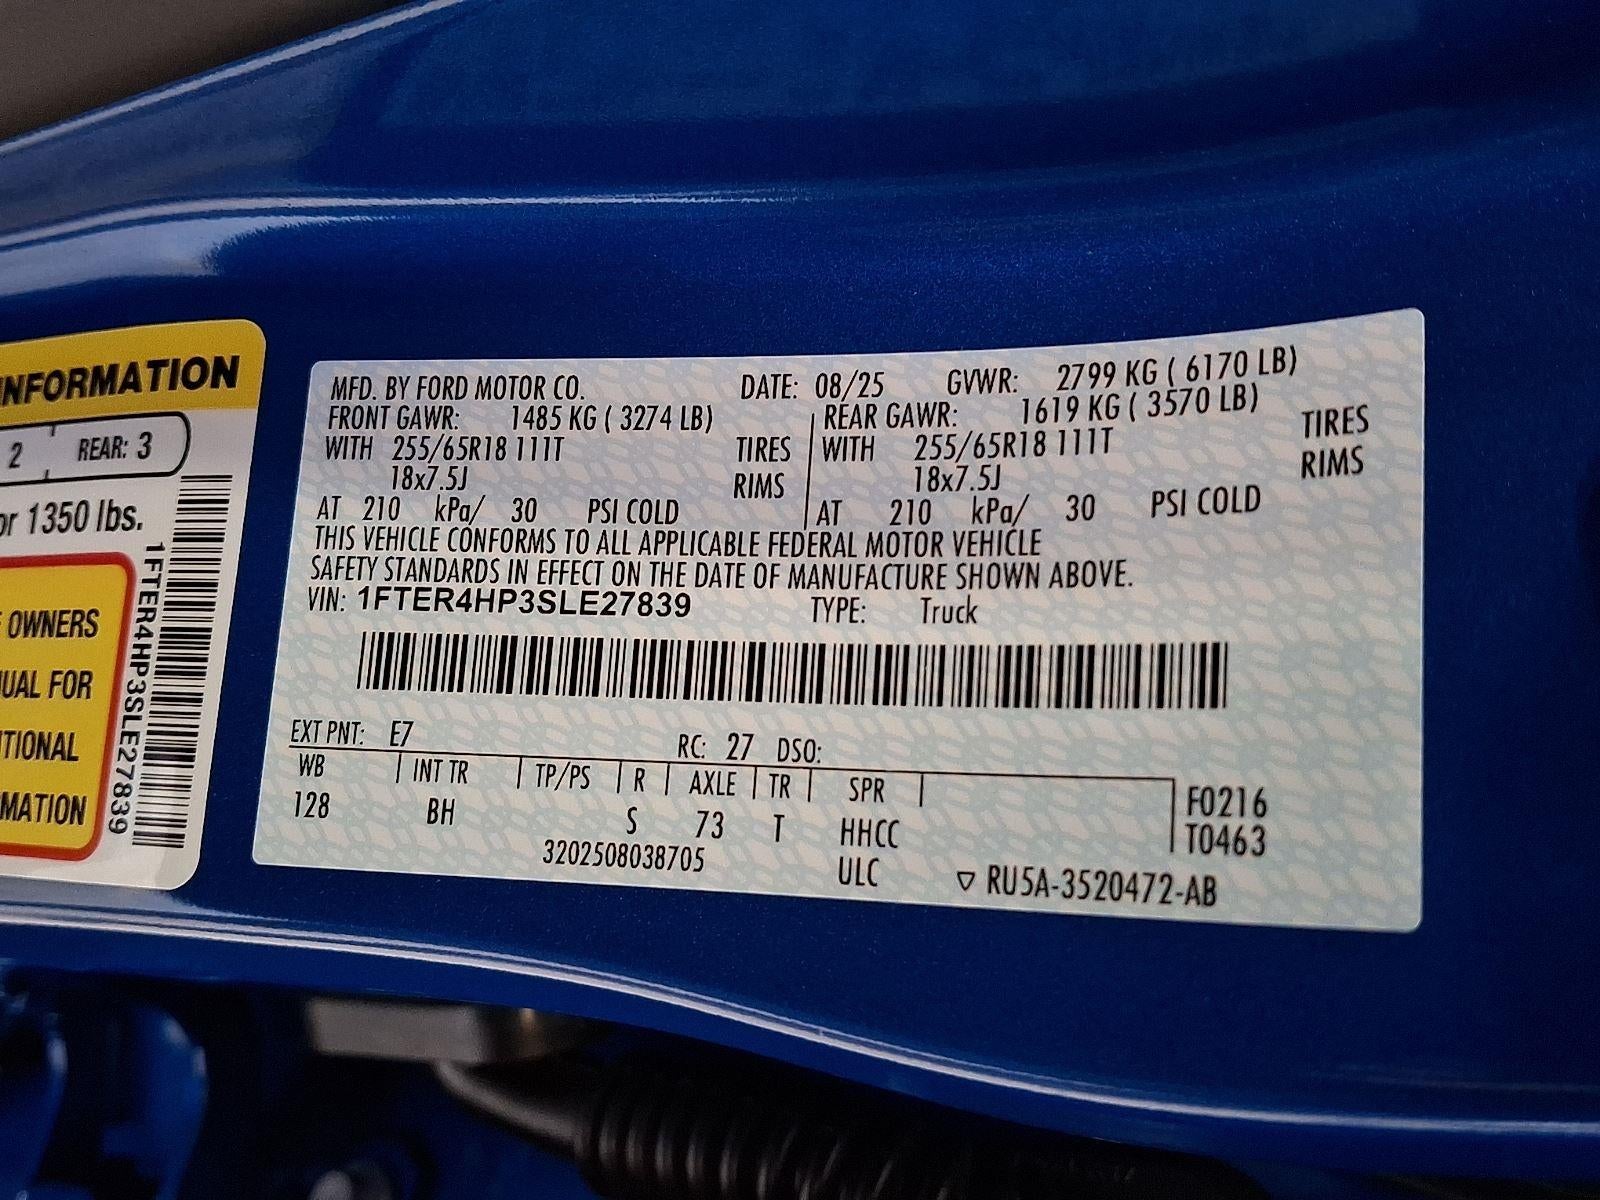 INFORMATION
2 REAR: 3
or 1350 lbs.
OWNERS
UAL FOR
TIONAL
MATION
1FTER4HP3SLE27839
MFD. BY FORD MOTOR CO. DATE: 08/25 GVWR: 2799 KG ( 6170 LB)
FRONT GAWR: 1485 KG ( 3274 LB) REAR GAWR: 1619 KG ( 3570 LB)
WITH 255/65R18 111T TIRES WITH 255/65R18 111T TIRES
18x7.5J RIMS 18x7.5J RIMS
AT 210 kPa/ 30 PSI COLD AT 210 kPa/ 30 PSI COLD
THIS VEHICLE CONFORMS TO ALL APPLICABLE FEDERAL MOTOR VEHICLE
SAFETY STANDARDS IN EFFECT ON THE DATE OF MANUFACTURE SHOWN ABOVE.
VIN: 1FTER4HP3SLE27839 TYPE: Truck
EXT PNT: E7 RC: 27 DSO:
WB INT TR TP/PS R AXLE TR SPR
128 BH S 73 T HHCC
F0216
T0463
3202508038705 ULC
RU5A-3520472-AB